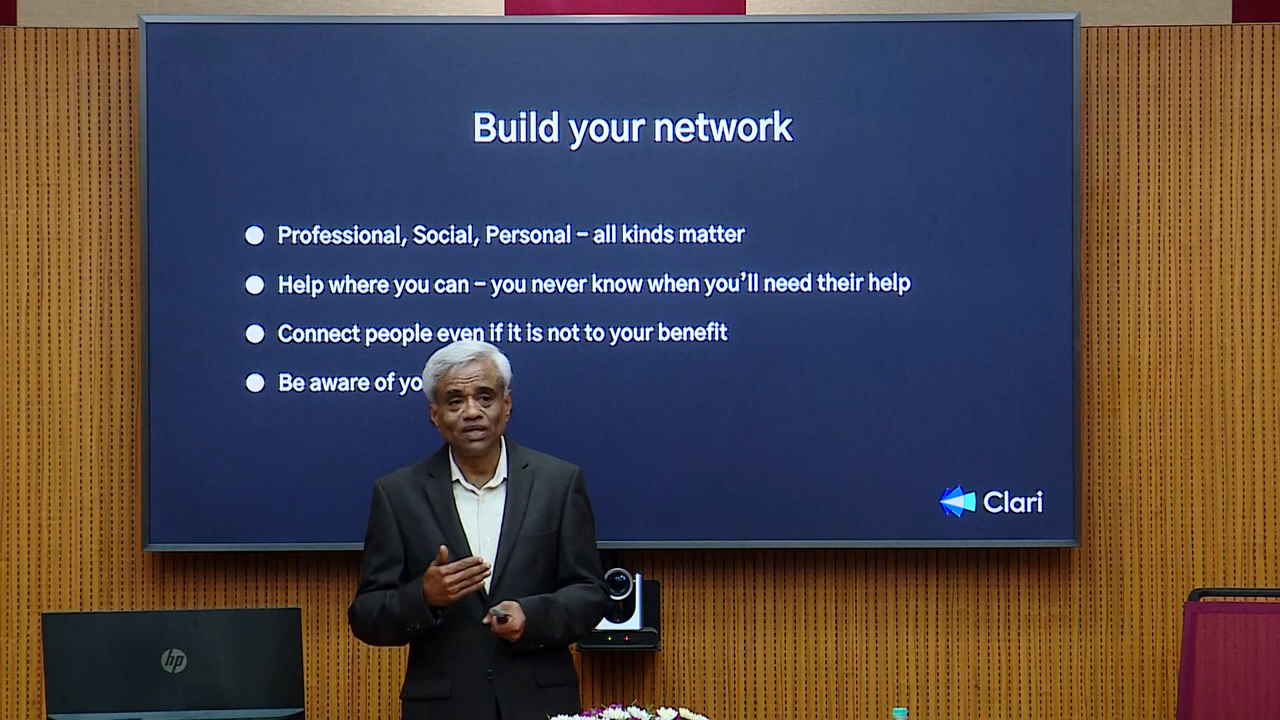 Build your network
Professional, Social, Personal – all kinds matter
Help where you can – you never know when you'll need their help
Connect people even if it is not to your benefit
Be aware of
Clari
hp